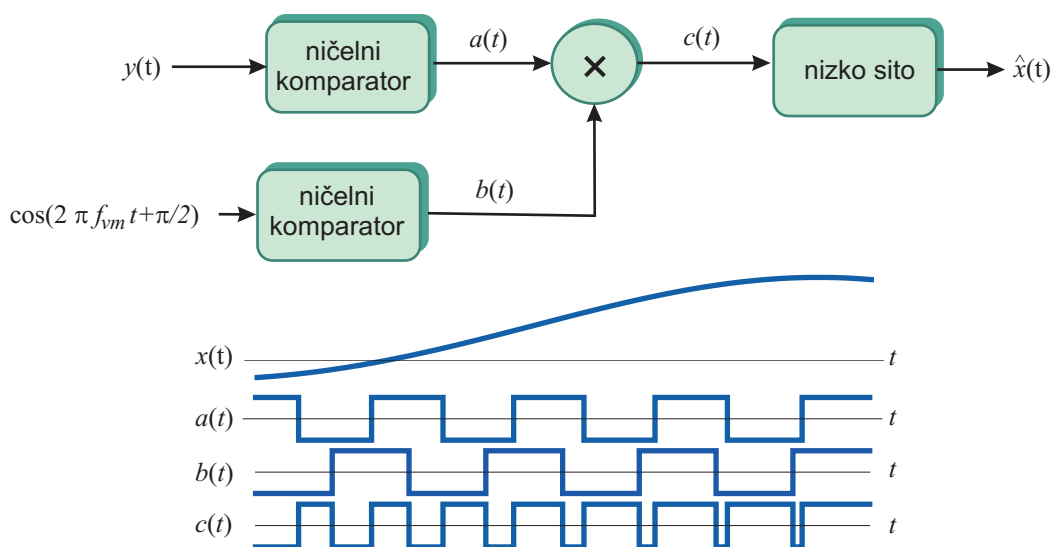 y(t)
ničelni
komparator
a(t)
×
c(t)
nizko sito
x̂(t)
cos(2 π f_vm t+π/2)
ničelni
komparator
b(t)
x(t)
t
a(t)
t
b(t)
t
c(t)
t